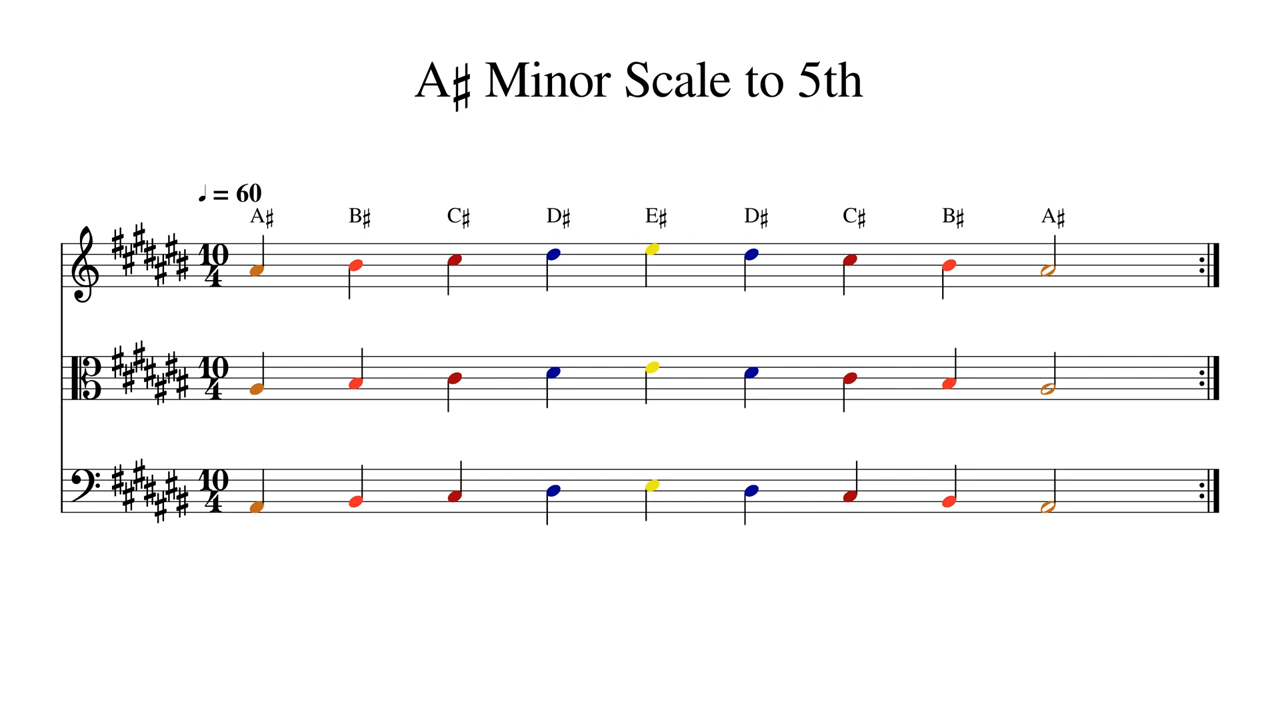 A♯ Minor Scale to 5th
♩ = 60
A♯ B♯ C♯ D♯ E♯ D♯ C♯ B♯ A♯
10
4
10
4
10
4